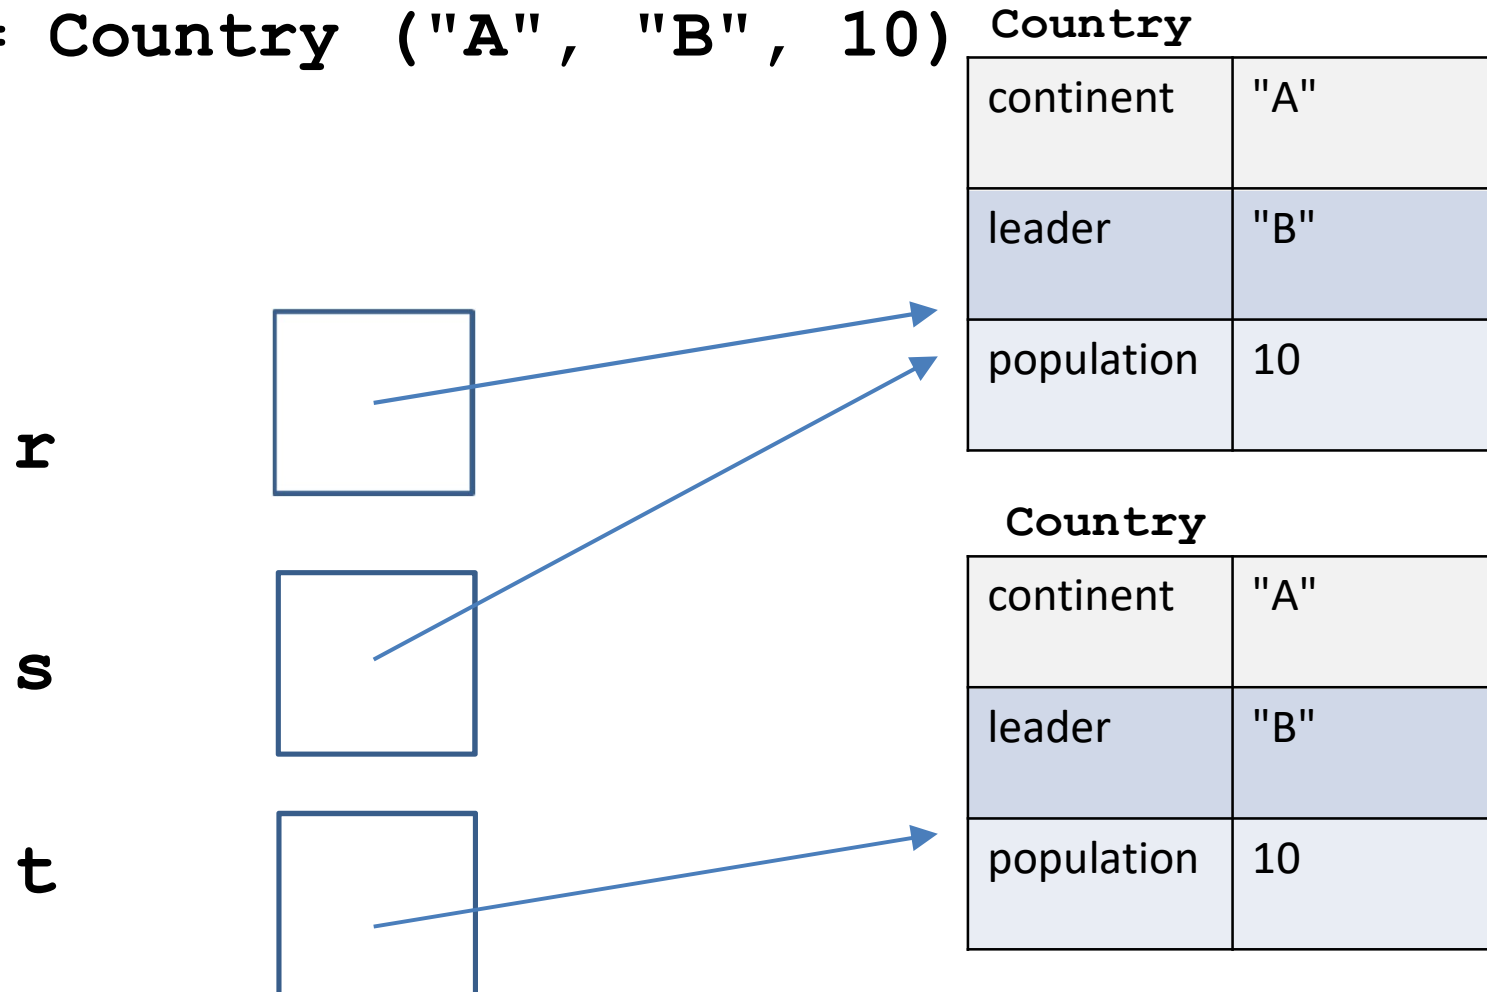 = Country ("A", "B", 10)
Country
continent "A"
leader "B"
population 10
r
s
t
Country
continent "A"
leader "B"
population 10